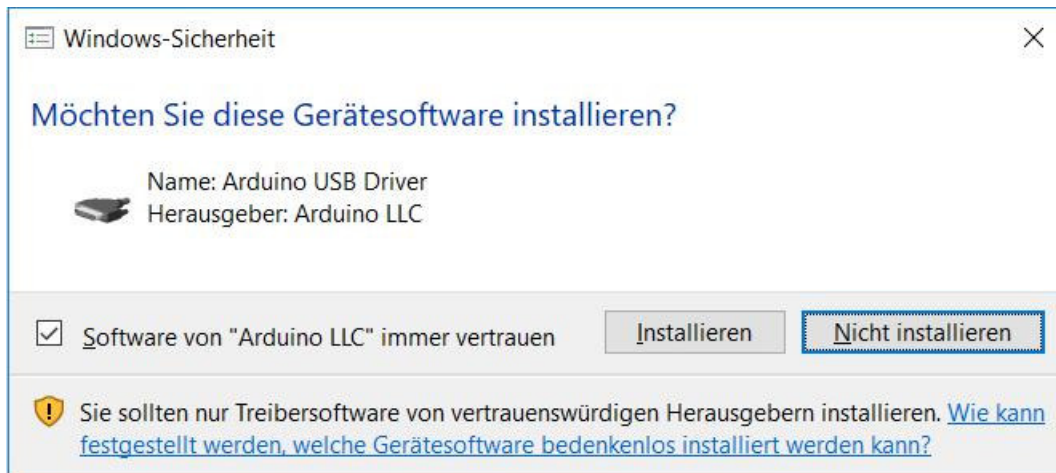 Windows-Sicherheit
Möchten Sie diese Gerätesoftware installieren?
Name: Arduino USB Driver
Herausgeber: Arduino LLC
Software von "Arduino LLC" immer vertrauen
Installieren
Nicht installieren
Sie sollten nur Treibersoftware von vertrauenswürdigen Herausgebern installieren. Wie kann
festgestellt werden, welche Gerätesoftware bedenkenlos installiert werden kann?